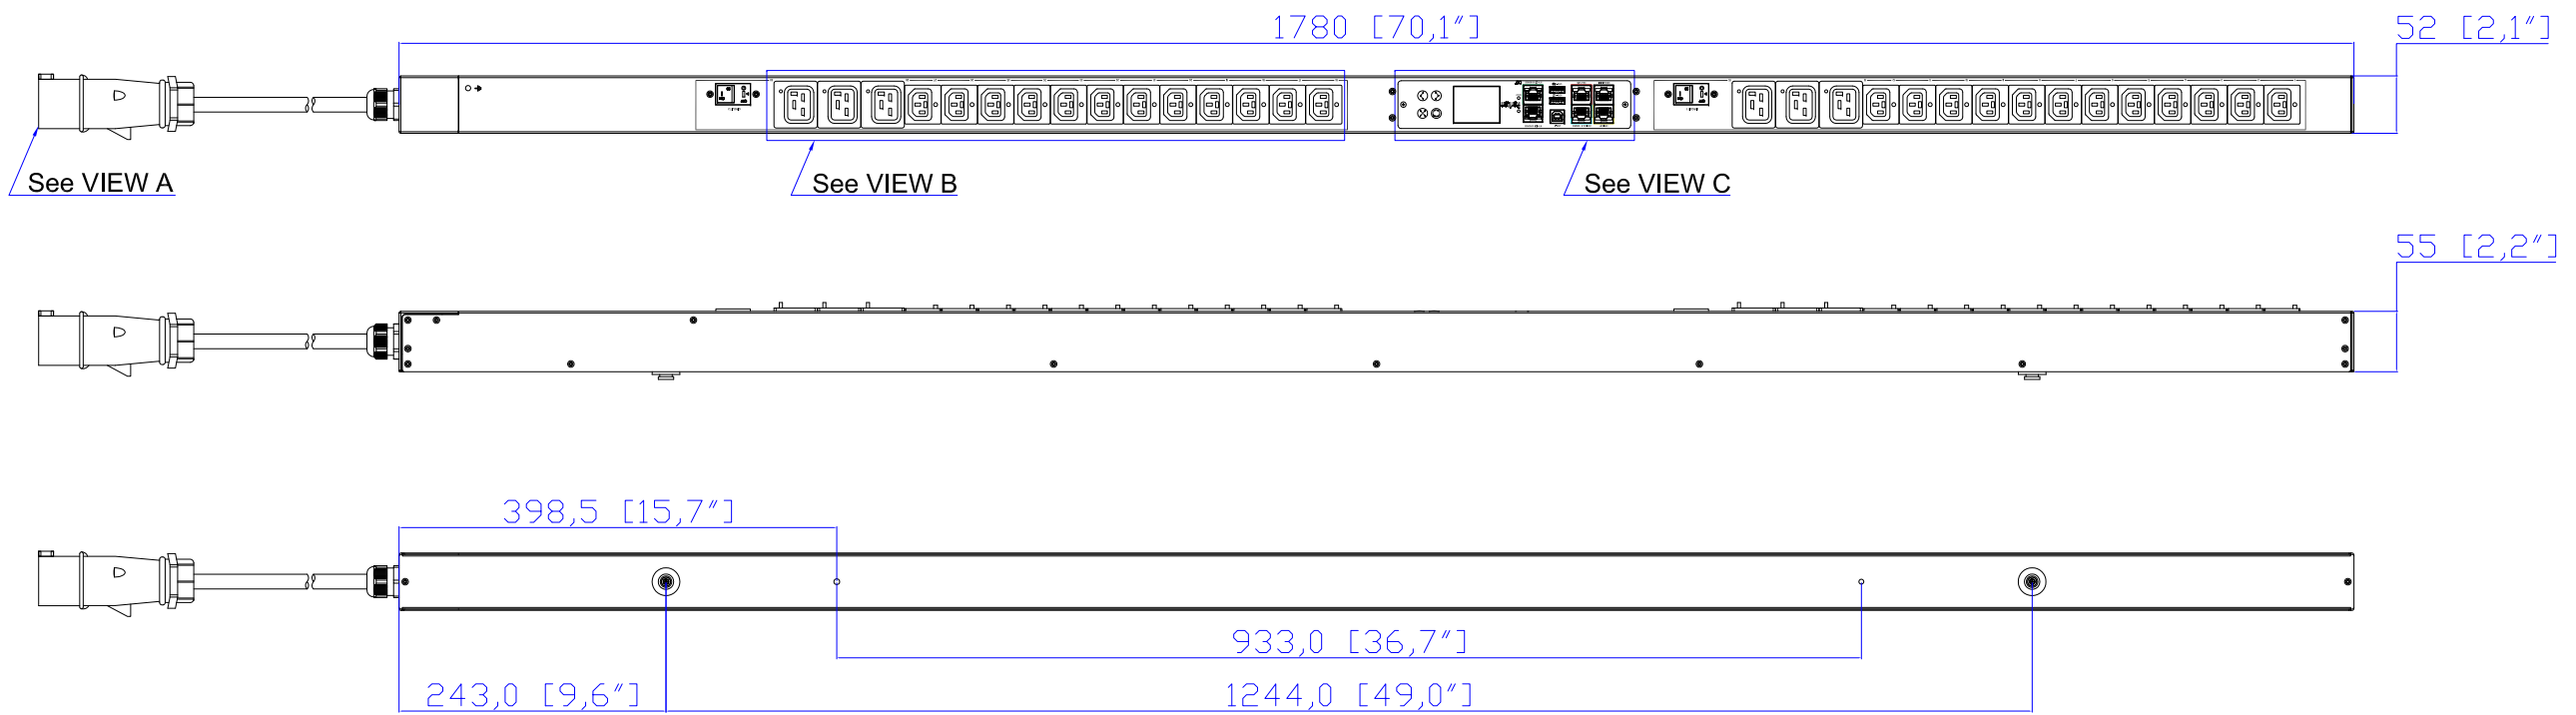 1780 [70,1"]
52 [2,1"]
See VIEW A
See VIEW B
See VIEW C
55 [2,2"]
398,5 [15,7"]
933,0 [36,7"]
243,0 [9,6"]
1244,0 [49,0"]